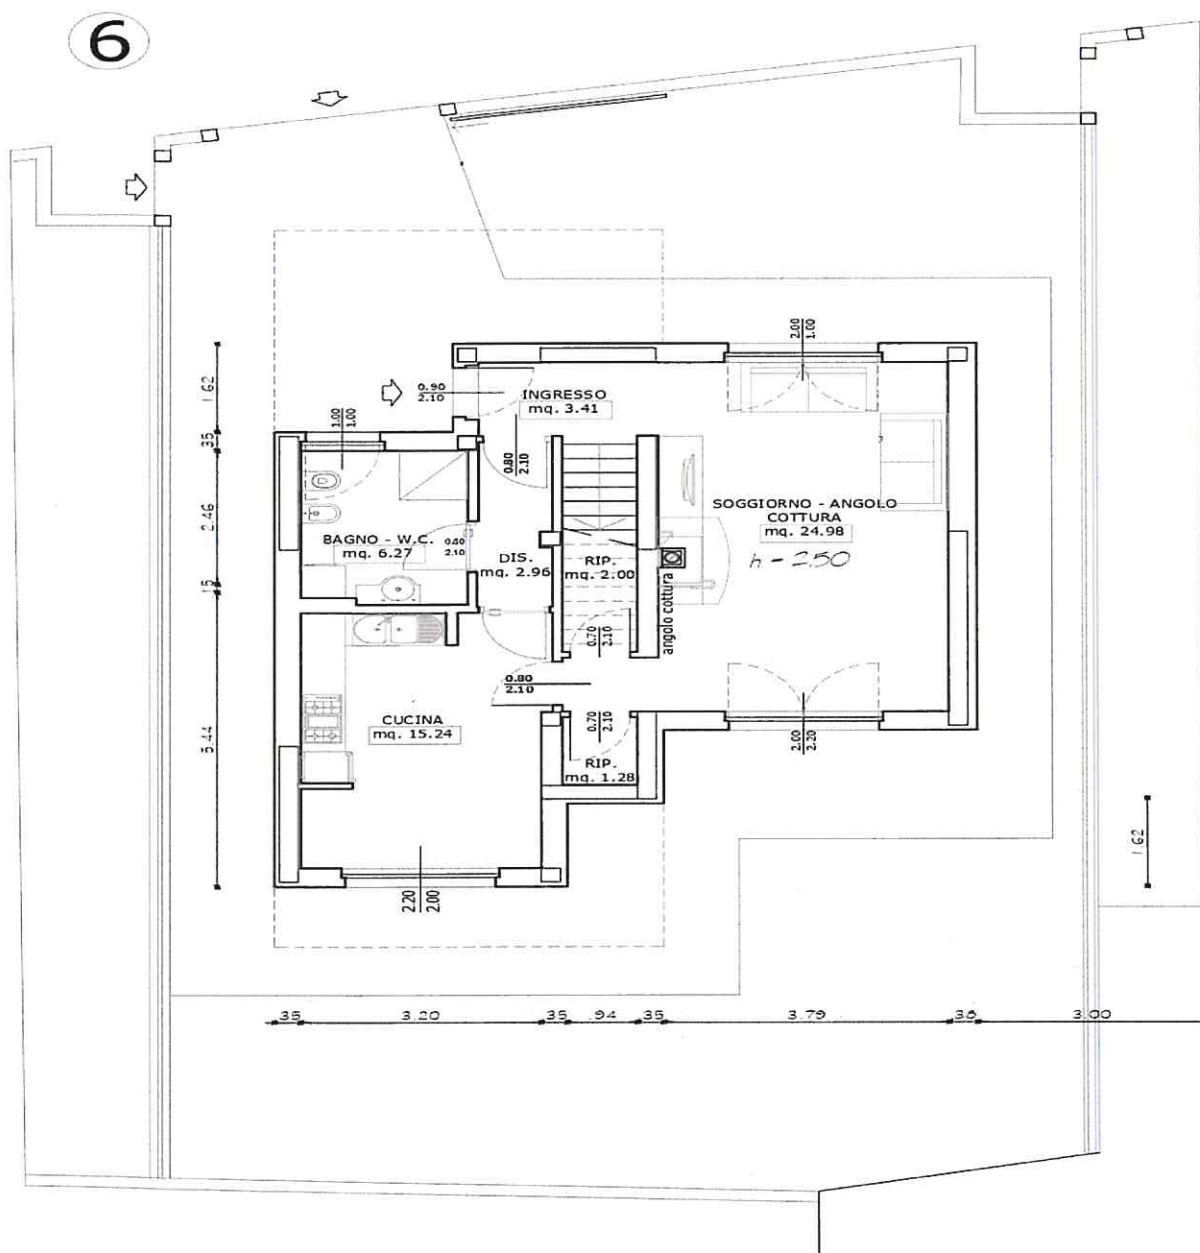 6
INGRESSO
mq. 3.41
0.90
2.10
2.00
1.00
1.62
35
2.46
15
5.44
1.00
1.00
0.80
2.10
BAGNO - W.C.
mq. 6.27
2.10
DIS.
mq. 2.96
RIP.
mq. 2.00
SOGGIORNO - ANGOLO
COTTURA
mq. 24.98
h = 2.50
angolo cottura
0.70
2.10
0.80
2.10
CUCINA
mq. 15.24
0.70
2.10
RIP.
mq. 1.28
2.00
2.20
2.20
2.00
1.62
35 3.20 35 .94 35 3.79 35 3.00